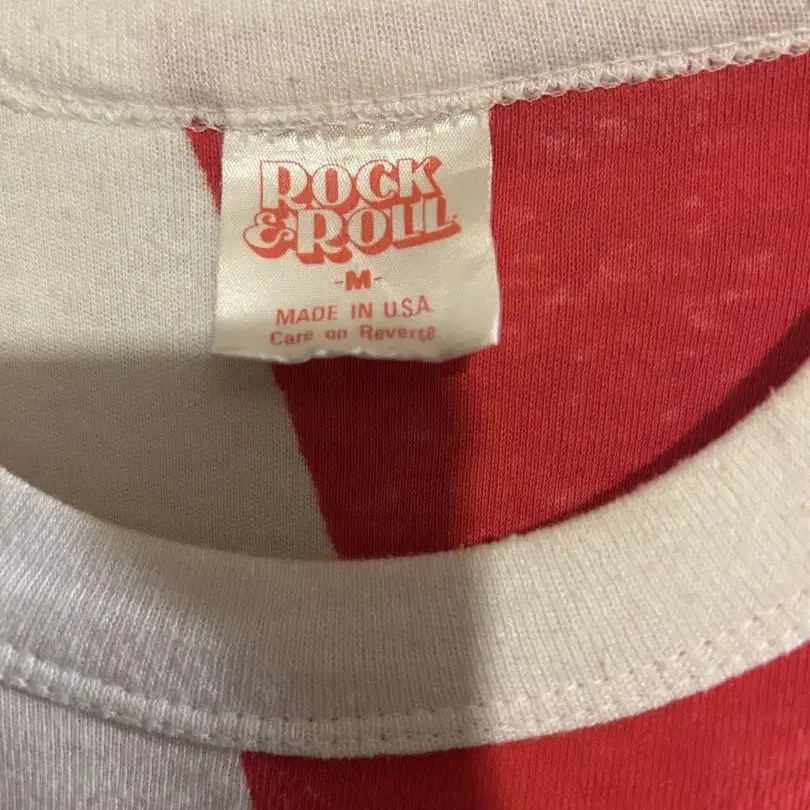 ROCK
& ROLL
-M-
MADE IN U.S.A.
Care on Reverse